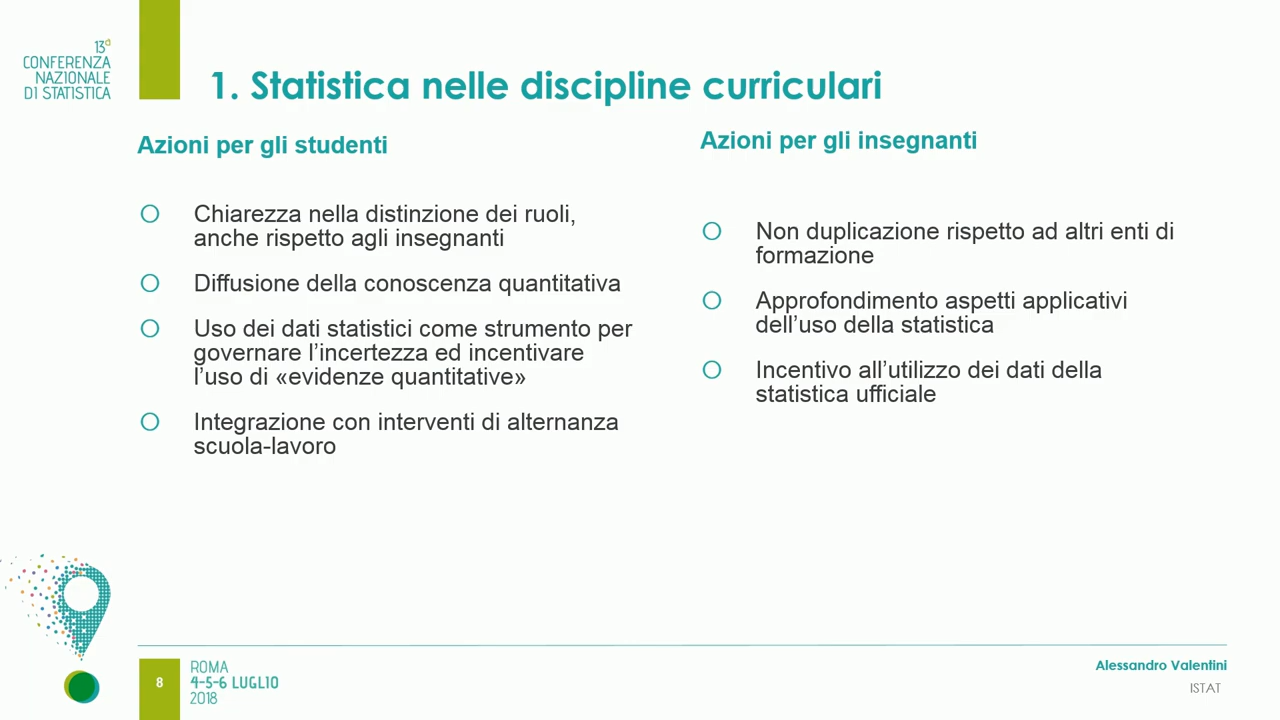 13ª
CONFERENZA
NAZIONALE
DI STATISTICA
1. Statistica nelle discipline curriculari
Azioni per gli studenti
Chiarezza nella distinzione dei ruoli,
anche rispetto agli insegnanti
Diffusione della conoscenza quantitativa
Uso dei dati statistici come strumento per
governare l’incertezza ed incentivare
l’uso di «evidenze quantitative»
Integrazione con interventi di alternanza
scuola-lavoro
Azioni per gli insegnanti
Non duplicazione rispetto ad altri enti di
formazione
Approfondimento aspetti applicativi
dell’uso della statistica
Incentivo all’utilizzo dei dati della
statistica ufficiale
8
ROMA
4-5-6 LUGLIO
2018
Alessandro Valentini
ISTAT